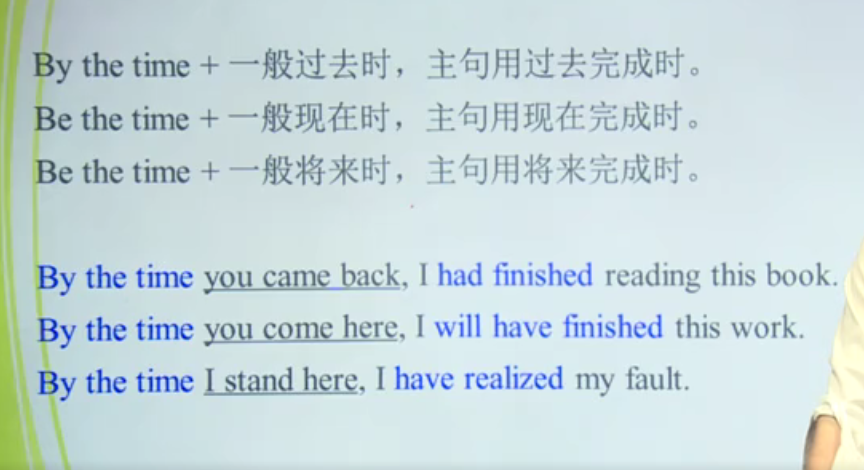 By the time + 一般过去时，主句用过去完成时。
Be the time + 一般现在时，主句用现在完成时。
Be the time + 一般将来时，主句用将来完成时。
By the time you came back, I had finished reading this book.
By the time you come here, I will have finished this work.
By the time I stand here, I have realized my fault.